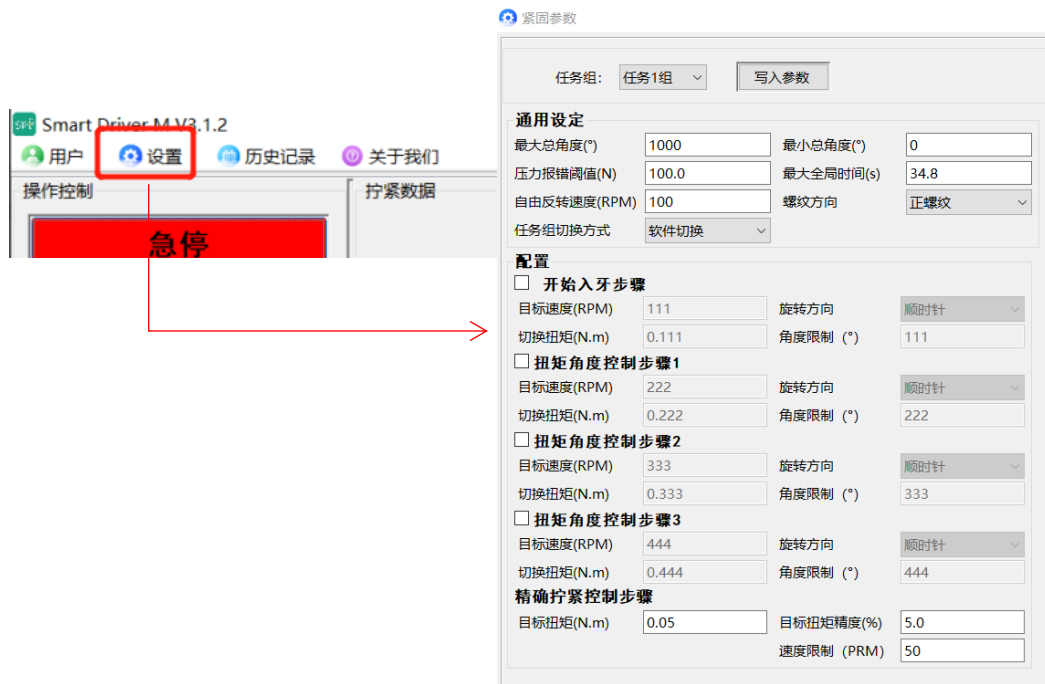 紧固参数
任务组: 任务1组 写入参数
Smart Driver M V3.1.2
用户 设置 历史记录 关于我们
操作控制 拧紧数据
急停
通用设定
最大总角度(°) 1000 最小总角度(°) 0
压力报错阈值(N) 100.0 最大全局时间(s) 34.8
自由反转速度(RPM) 100 螺纹方向 正螺纹
任务组切换方式 软件切换
配置
开始入牙步骤
目标速度(RPM) 111 旋转方向 顺时针
切换扭矩(N.m) 0.111 角度限制 (°) 111
扭矩角度控制步骤1
目标速度(RPM) 222 旋转方向 顺时针
切换扭矩(N.m) 0.222 角度限制 (°) 222
扭矩角度控制步骤2
目标速度(RPM) 333 旋转方向 顺时针
切换扭矩(N.m) 0.333 角度限制 (°) 333
扭矩角度控制步骤3
目标速度(RPM) 444 旋转方向 顺时针
切换扭矩(N.m) 0.444 角度限制 (°) 444
精确拧紧控制步骤
目标扭矩(N.m) 0.05 目标扭矩精度(%) 5.0
速度限制 (PRM) 50